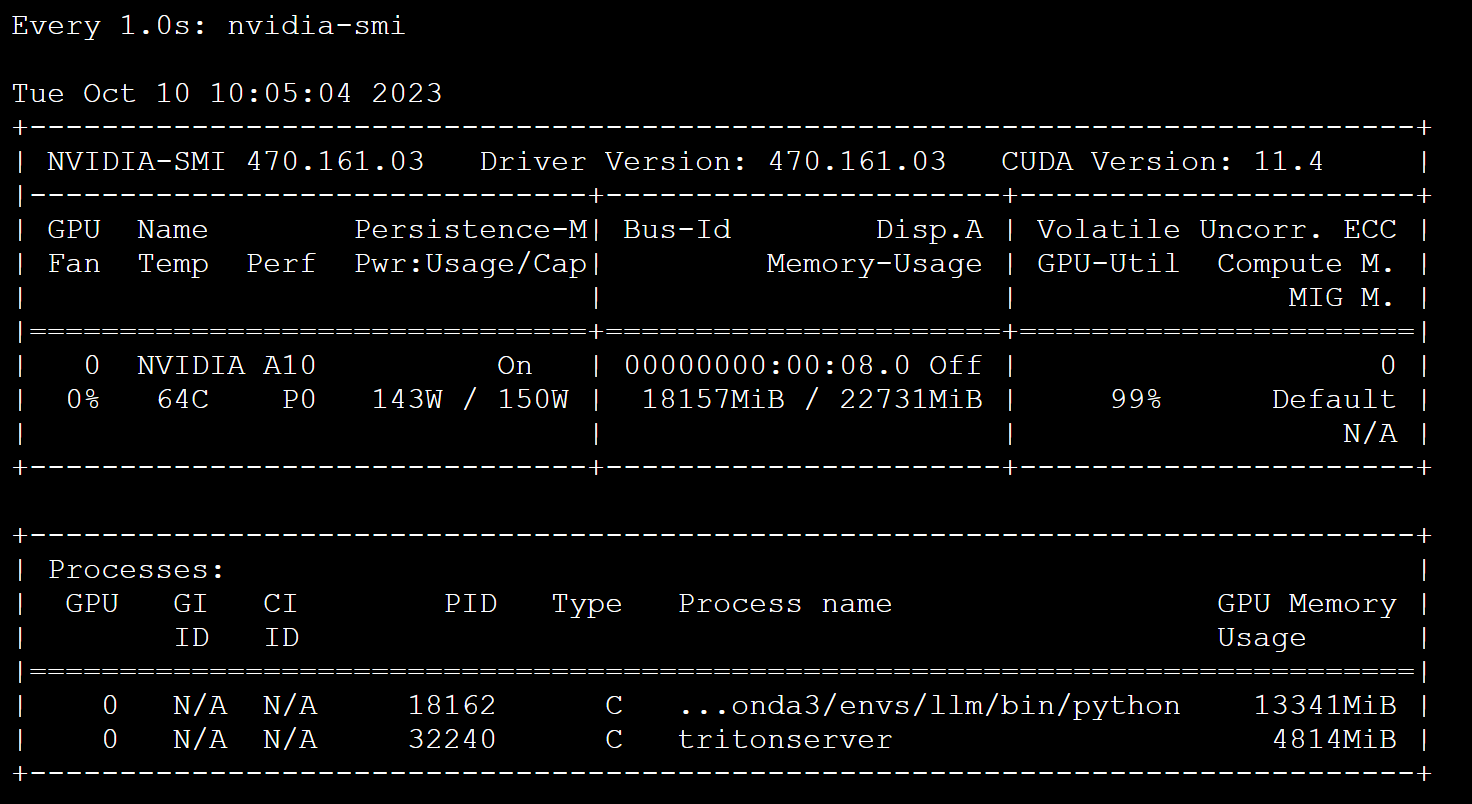 Every 1.0s: nvidia-smi

Tue Oct 10 10:05:04 2023
+-----------------------------------------------------------------------------+
| NVIDIA-SMI 470.161.03   Driver Version: 470.161.03   CUDA Version: 11.4     |
|-------------------------------+----------------------+----------------------+
| GPU  Name        Persistence-M| Bus-Id        Disp.A | Volatile Uncorr. ECC |
| Fan  Temp  Perf  Pwr:Usage/Cap|         Memory-Usage | GPU-Util  Compute M. |
|                               |                      |               MIG M. |
|===============================+======================+======================|
|   0  NVIDIA A10          On   | 00000000:00:08.0 Off |                    0 |
|  0%   64C    P0   143W / 150W |  18157MiB / 22731MiB |     99%      Default |
|                               |                      |                  N/A |
+-------------------------------+----------------------+----------------------+

+-----------------------------------------------------------------------------+
| Processes:                                                                  |
|  GPU   GI   CI        PID   Type   Process name                  GPU Memory |
|        ID   ID                                                   Usage      |
|=============================================================================|
|    0   N/A  N/A     18162      C   ...onda3/envs/llm/bin/python    13341MiB |
|    0   N/A  N/A     32240      C   tritonserver                     4814MiB |
+-----------------------------------------------------------------------------+